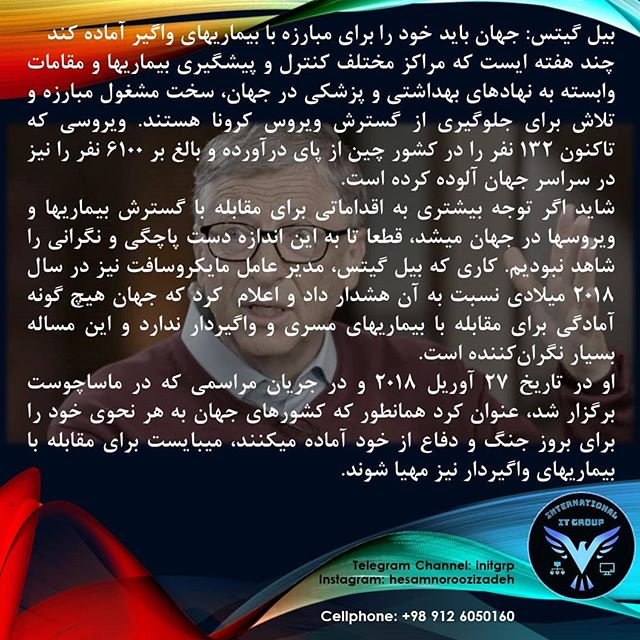 بیل گیتس: جهان باید خود را برای مبارزه با بیماریهای واگیر آماده کند
چند هفته ایست که مراکز مختلف کنترل و پیشگیری بیماریها و مقامات
وابسته به نهادهای بهداشتی و پزشکی در جهان، سخت مشغول مبارزه و
تلاش برای جلوگیری از گسترش ویروس کرونا هستند. ویروسی که
تاکنون ۱۳۲ نفر را در کشور چین از پای درآورده و بالغ بر ۶۱۰۰ نفر را نیز
در سراسر جهان آلوده کرده است.
شاید اگر توجه بیشتری به اقداماتی برای مقابله با گسترش بیماریها و
ویروسها در جهان میشد، قطعا تا به این اندازه دست پاچگی و نگرانی را
شاهد نبودیم. کاری که بیل گیتس، مدیر عامل مایکروسافت نیز در سال
۲۰۱۸ میلادی نسبت به آن هشدار داد و اعلام کرد که جهان هیچ گونه
آمادگی برای مقابله با بیماریهای مسری و واگیردار ندارد و این مساله
بسیار نگران‌کننده است.
او در تاریخ ۲۷ آوریل ۲۰۱۸ و در جریان مراسمی که در ماساچوست
برگزار شد، عنوان کرد همانطور که کشورهای جهان به هر نحوی خود را
برای بروز جنگ و دفاع از خود آماده میکنند، میبایست برای مقابله با
بیماریهای واگیردار نیز مهیا شوند.
INTERNATIONAL
IT GROUP
Telegram Channel: initgrp
Instagram: hesamnoroozizadeh
Cellphone: +98 912 6050160